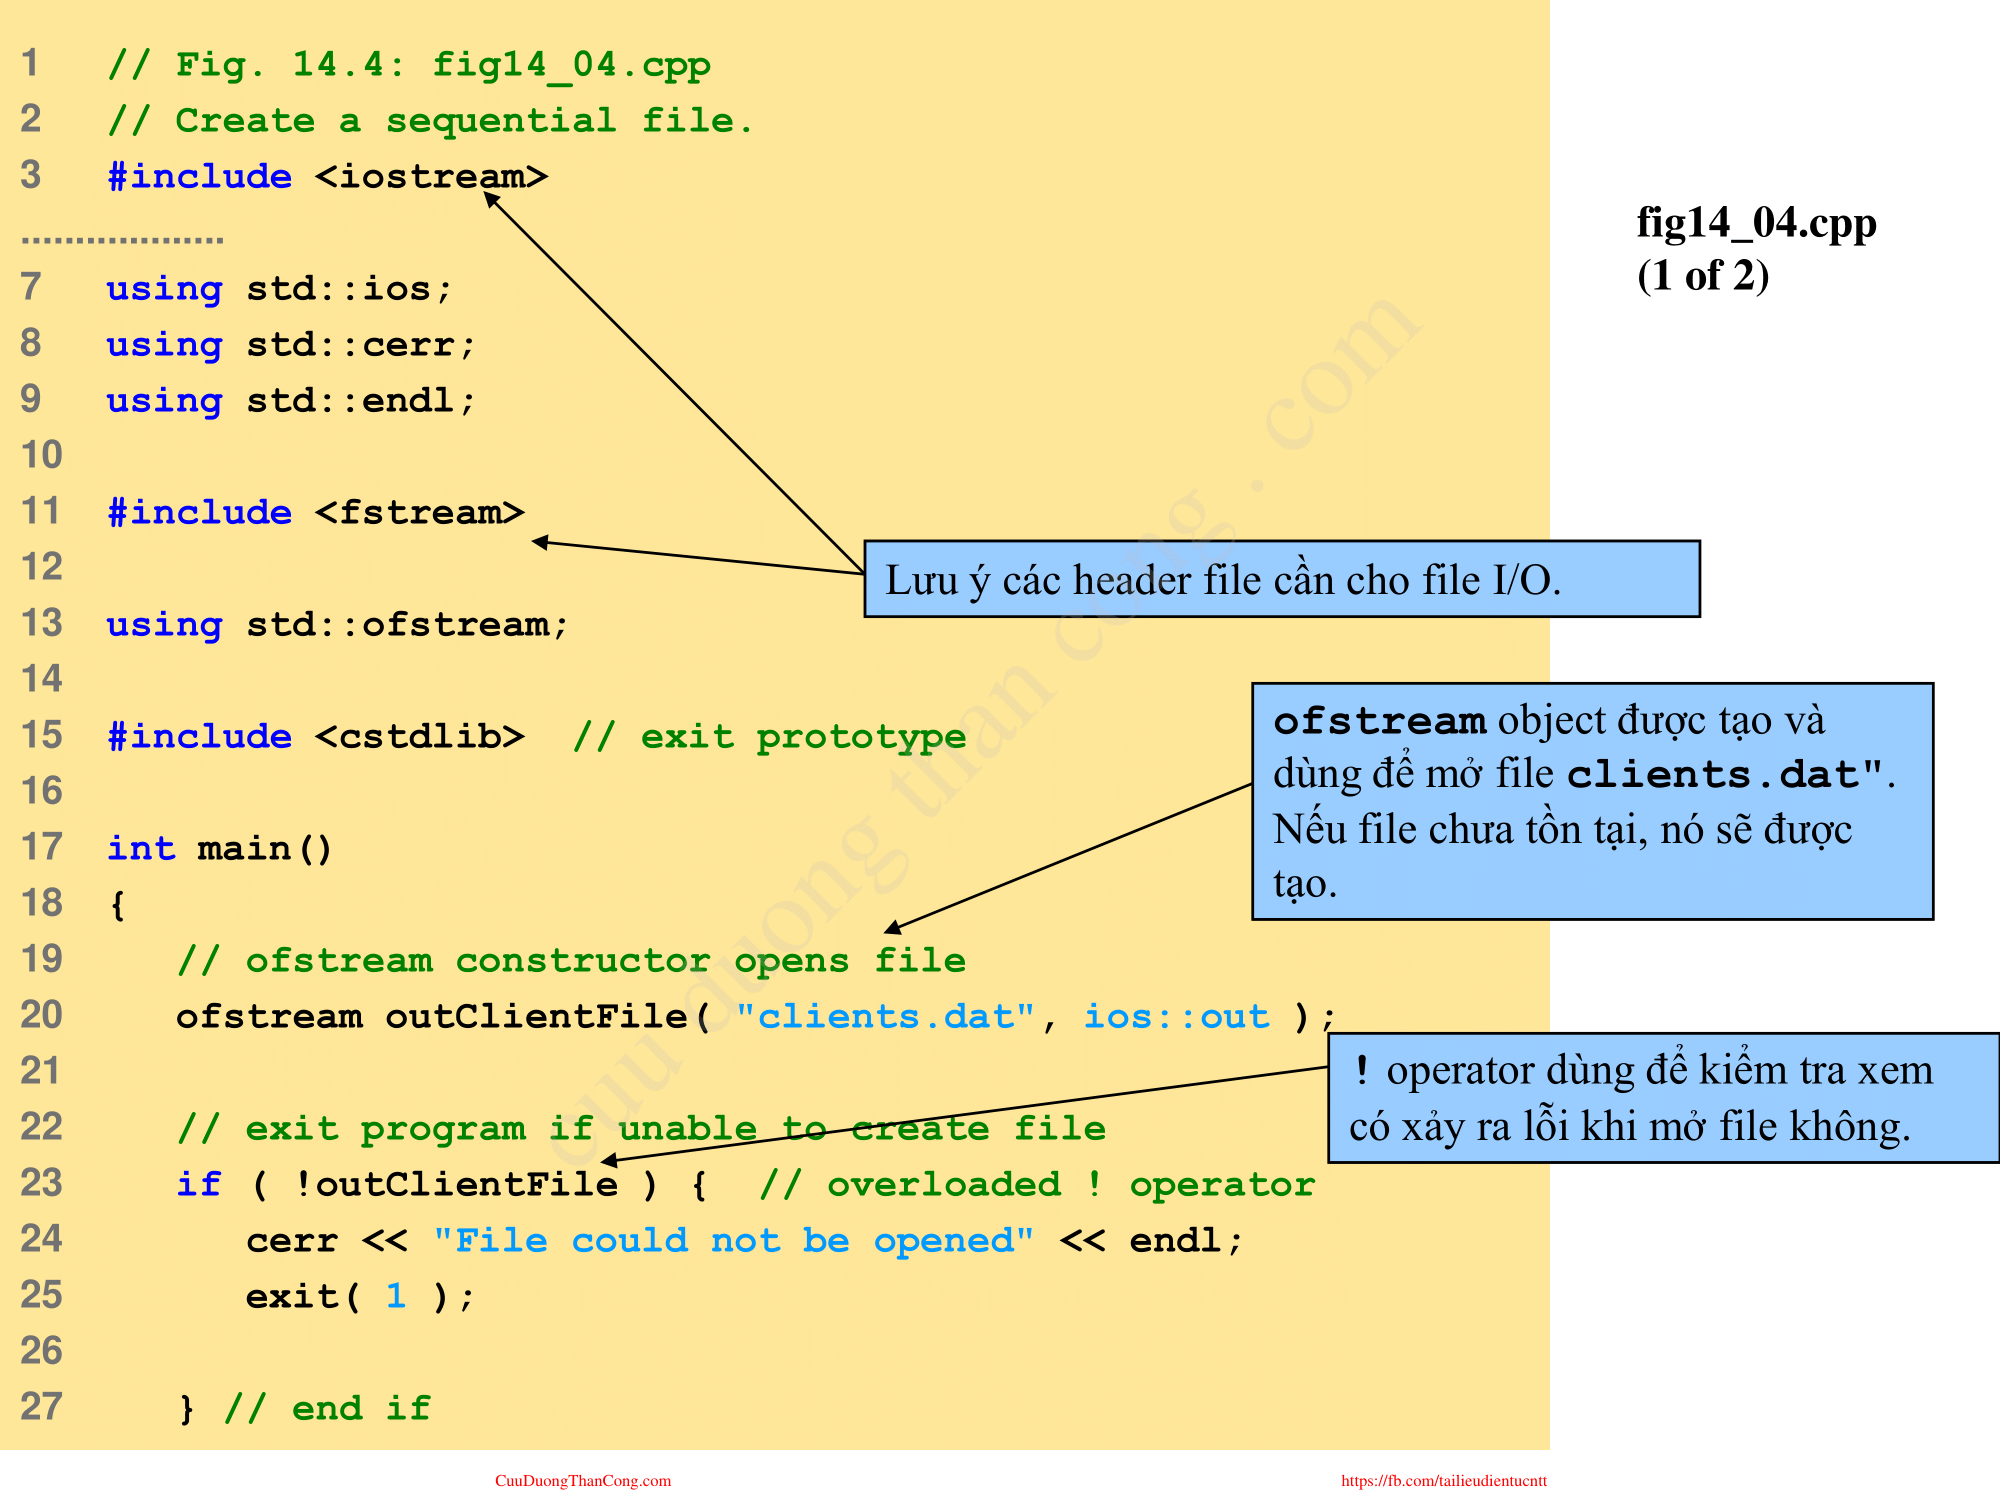 1 // Fig. 14.4: fig14_04.cpp
2 // Create a sequential file.
3 #include <iostream>
...................
7 using std::ios;
8 using std::cerr;
9 using std::endl;
10
11 #include <fstream>
12
13 using std::ofstream;
14
15 #include <cstdlib> // exit prototype
16
17 int main()
18 {
19 // ofstream constructor opens file
20 ofstream outClientFile( "clients.dat", ios::out );
21
22 // exit program if unable to create file
23 if ( !outClientFile ) { // overloaded ! operator
24 cerr << "File could not be opened" << endl;
25 exit( 1 );
26
27 } // end if
fig14_04.cpp
(1 of 2)
Lưu ý các header file cần cho file I/O.
ofstream object được tạo và
dùng để mở file clients.dat".
Nếu file chưa tồn tại, nó sẽ được
tạo.
! operator dùng để kiểm tra xem
có xảy ra lỗi khi mở file không.
cuu duong than cong . com
CuuDuongThanCong.com
https://fb.com/tailieudientucntt